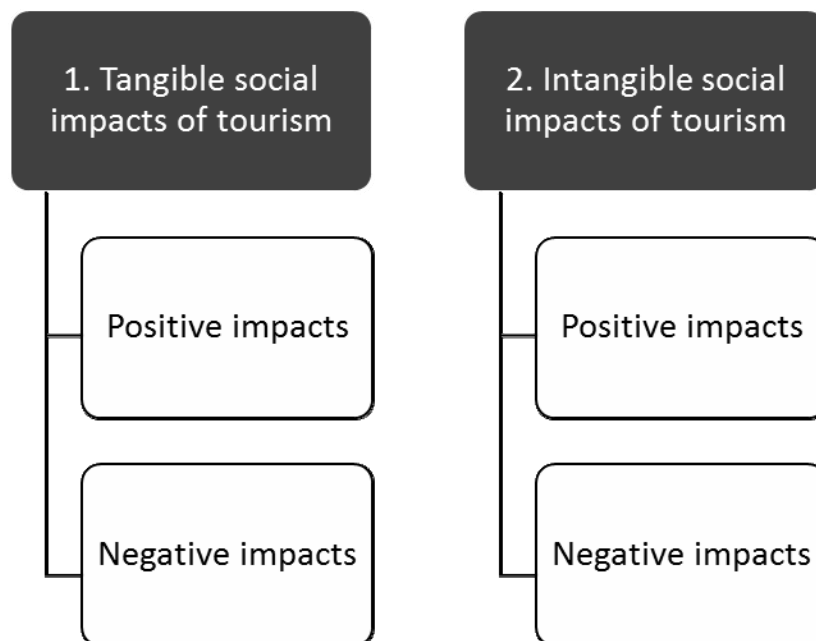 1. Tangible social
impacts of tourism
Positive impacts
Negative impacts
2. Intangible social
impacts of tourism
Positive impacts
Negative impacts